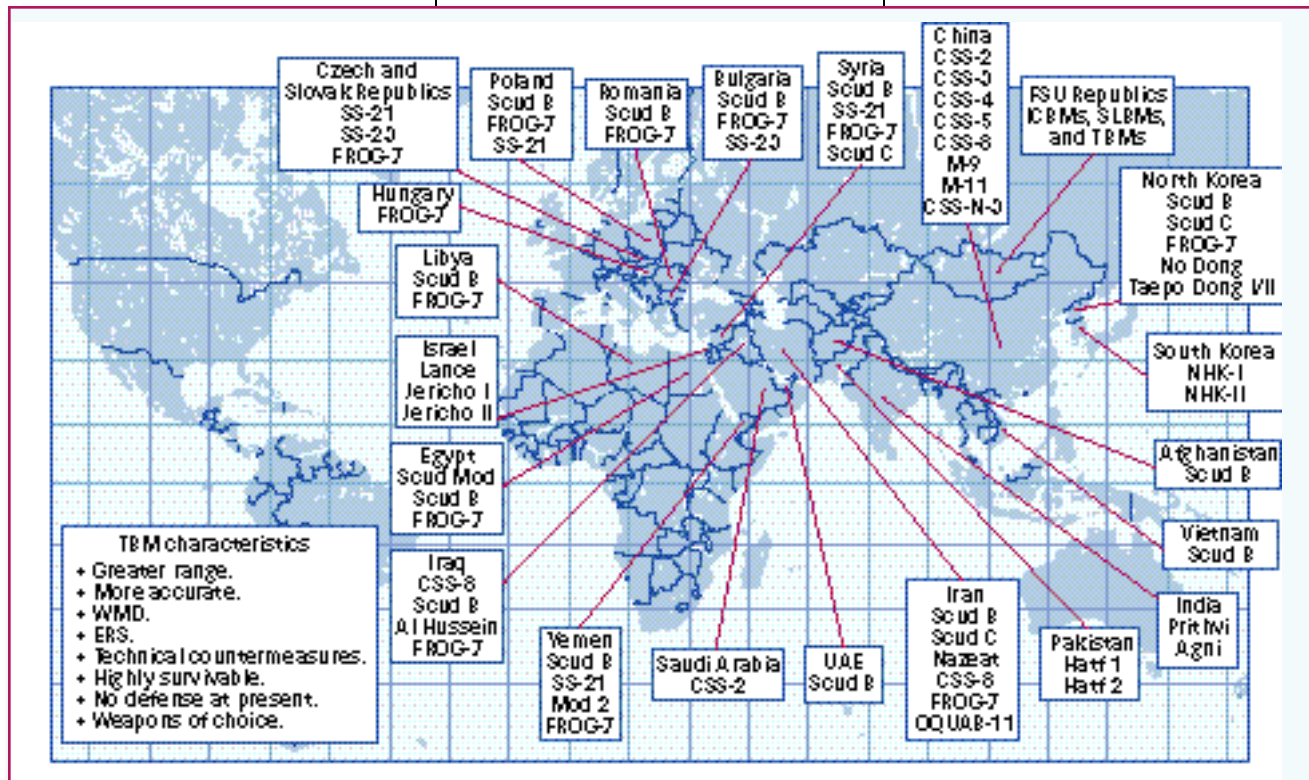 Czech and
Slovak Republics
SS-21
SS-23
FROG-7
Poland
Scud B
FROG-7
SS-21
Romania
Scud B
FROG-7
Bulgaria
Scud B
FROG-7
SS-23
Syria
Scud B
SS-21
FROG-7
Scud C
China
CSS-2
CSS-3
CSS-4
CSS-5
CSS-8
M-9
M-11
CSS-N-3
FSU Republics
ICBMs, SLBMs,
and TBMs
North Korea
Scud B
Scud C
FROG-7
No Dong
Taepo Dong I/II
Hungary
FROG-7
Libya
Scud B
FROG-7
Israel
Lance
Jericho I
Jericho II
South Korea
NHK-I
NHK-II
Egypt
Scud Mod
Scud B
FROG-7
Afghanistan
Scud B
Vietnam
Scud B
TBM characteristics
+ Greater range.
+ More accurate.
+ WMD.
+ ERS.
+ Technical countermeasures.
+ Highly survivable.
+ No defense at present.
+ Weapons of choice.
Iraq
CSS-8
Scud B
Al Hussein
FROG-7
Yemen
Scud B
SS-21
Mod 2
FROG-7
Saudi Arabia
CSS-2
UAE
Scud B
Iran
Scud B
Scud C
Nazeat
CSS-8
FROG-7
OQUAB-11
Pakistan
Hatf 1
Hatf 2
India
Prithvi
Agni